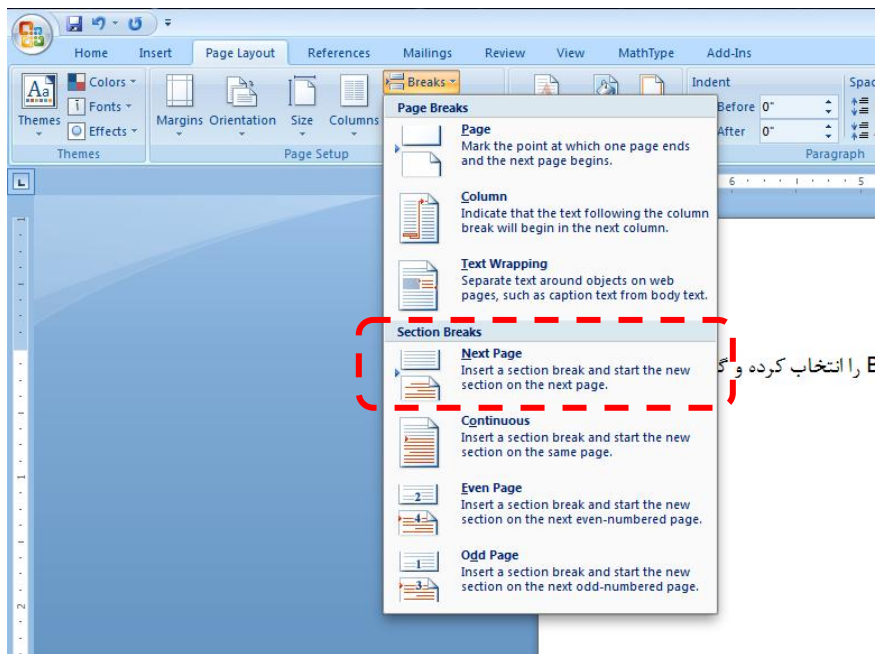 Home Insert Page Layout References Mailings Review View MathType Add-Ins
Aa Colors Breaks Indent
Fonts Before 0"
Themes Effects Margins Orientation Size Columns After 0"
Themes Page Setup Paragraph
Page Breaks
Page
Mark the point at which one page ends
and the next page begins.
Column
Indicate that the text following the column
break will begin in the next column.
Text Wrapping
Separate text around objects on web
pages, such as caption text from body text.
Section Breaks
Next Page
Insert a section break and start the new
section on the next page.
را انتخاب کرده و
Continuous
Insert a section break and start the new
section on the same page.
Even Page
Insert a section break and start the new
section on the next even-numbered page.
Odd Page
Insert a section break and start the new
section on the next odd-numbered page.